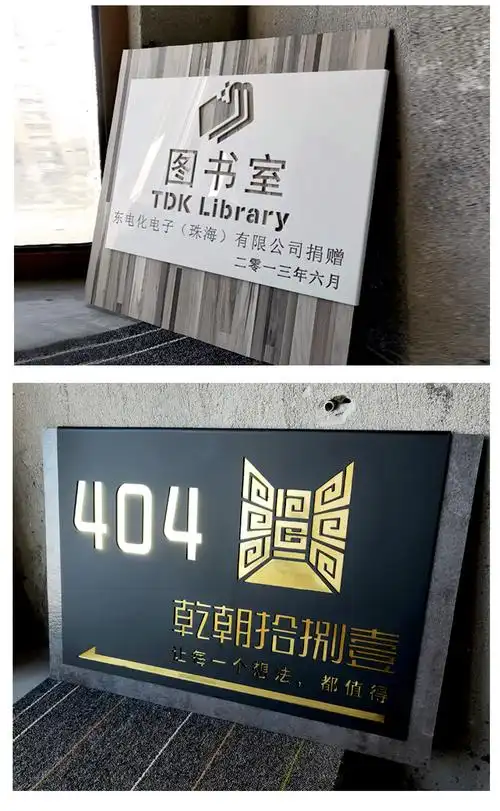 图书室
TDK Library
东电化电子（珠海）有限公司捐赠
二零一三年六月
404
乾朝拾捌壹
让每一个想法，都值得